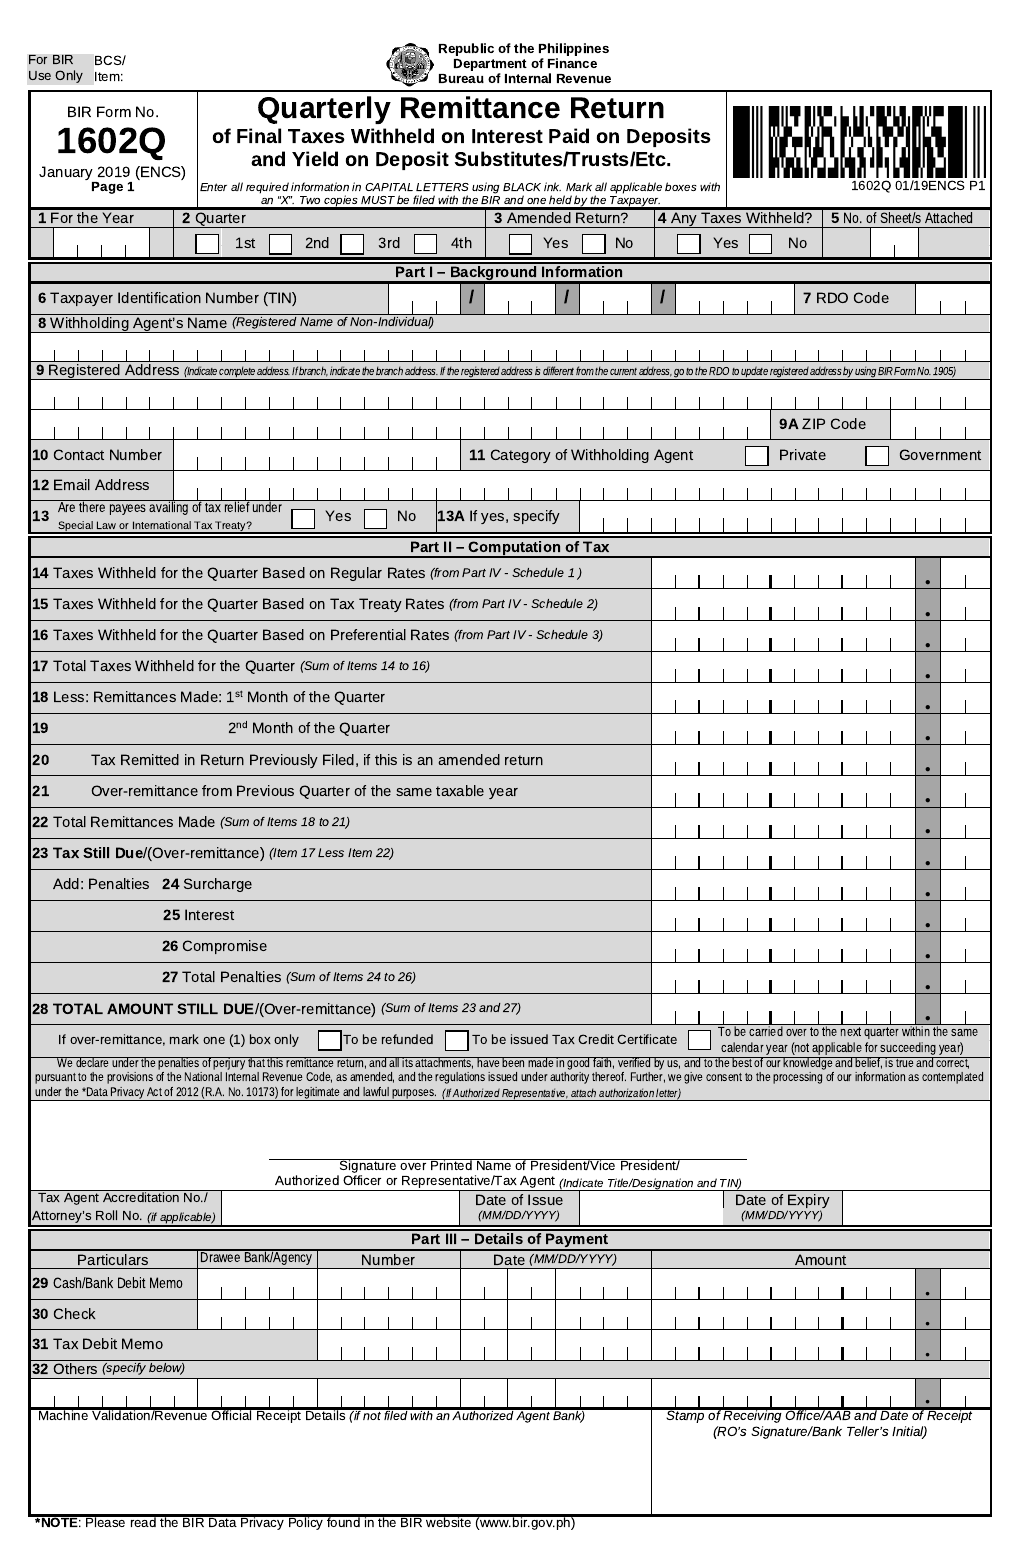 Republic of the Philippines
Department of Finance
Bureau of Internal Revenue
For BIR BCS/
Use Only Item:
BIR Form No.
1602Q
January 2019 (ENCS)
Page 1
Quarterly Remittance Return
of Final Taxes Withheld on Interest Paid on Deposits
and Yield on Deposit Substitutes/Trusts/Etc.
Enter all required information in CAPITAL LETTERS using BLACK ink. Mark all applicable boxes with
an “X”. Two copies MUST be filed with the BIR and one held by the Taxpayer.
1602Q 01/19ENCS P1
1 For the Year 2 Quarter 3 Amended Return? 4 Any Taxes Withheld? 5 No. of Sheet/s Attached
1st 2nd 3rd 4th Yes No Yes No
Part I – Background Information
6 Taxpayer Identification Number (TIN) / / / 7 RDO Code
8 Withholding Agent’s Name (Registered Name of Non-Individual)
9 Registered Address (Indicate complete address. If branch, indicate the branch address. If the registered address is different from the current address, go to the RDO to update registered address by using BIR Form No. 1905)
9A ZIP Code
10 Contact Number 11 Category of Withholding Agent Private Government
12 Email Address
13 Are there payees availing of tax relief under
Special Law or International Tax Treaty? Yes No 13A If yes, specify
Part II – Computation of Tax
14 Taxes Withheld for the Quarter Based on Regular Rates (from Part IV - Schedule 1 ) .
15 Taxes Withheld for the Quarter Based on Tax Treaty Rates (from Part IV - Schedule 2) .
16 Taxes Withheld for the Quarter Based on Preferential Rates (from Part IV - Schedule 3) .
17 Total Taxes Withheld for the Quarter (Sum of Items 14 to 16) .
18 Less: Remittances Made: 1st Month of the Quarter .
19 2nd Month of the Quarter .
20 Tax Remitted in Return Previously Filed, if this is an amended return .
21 Over-remittance from Previous Quarter of the same taxable year .
22 Total Remittances Made (Sum of Items 18 to 21) .
23 Tax Still Due/(Over-remittance) (Item 17 Less Item 22) .
Add: Penalties 24 Surcharge .
25 Interest .
26 Compromise .
27 Total Penalties (Sum of Items 24 to 26) .
28 TOTAL AMOUNT STILL DUE/(Over-remittance) (Sum of Items 23 and 27) .
If over-remittance, mark one (1) box only To be refunded To be issued Tax Credit Certificate To be carried over to the next quarter within the same
calendar year (not applicable for succeeding year)
We declare under the penalties of perjury that this remittance return, and all its attachments, have been made in good faith, verified by us, and to the best of our knowledge and belief, is true and correct,
pursuant to the provisions of the National Internal Revenue Code, as amended, and the regulations issued under authority thereof. Further, we give consent to the processing of our information as contemplated
under the *Data Privacy Act of 2012 (R.A. No. 10173) for legitimate and lawful purposes. (If Authorized Representative, attach authorization letter)
Signature over Printed Name of President/Vice President/
Authorized Officer or Representative/Tax Agent (Indicate Title/Designation and TIN)
Tax Agent Accreditation No./ Date of Issue Date of Expiry
Attorney’s Roll No. (if applicable) (MM/DD/YYYY) (MM/DD/YYYY)
Part III – Details of Payment
Particulars Drawee Bank/Agency Number Date (MM/DD/YYYY) Amount
29 Cash/Bank Debit Memo .
30 Check .
31 Tax Debit Memo .
32 Others (specify below)
.
Machine Validation/Revenue Official Receipt Details (if not filed with an Authorized Agent Bank) Stamp of Receiving Office/AAB and Date of Receipt
(RO’s Signature/Bank Teller’s Initial)
*NOTE: Please read the BIR Data Privacy Policy found in the BIR website (www.bir.gov.ph)